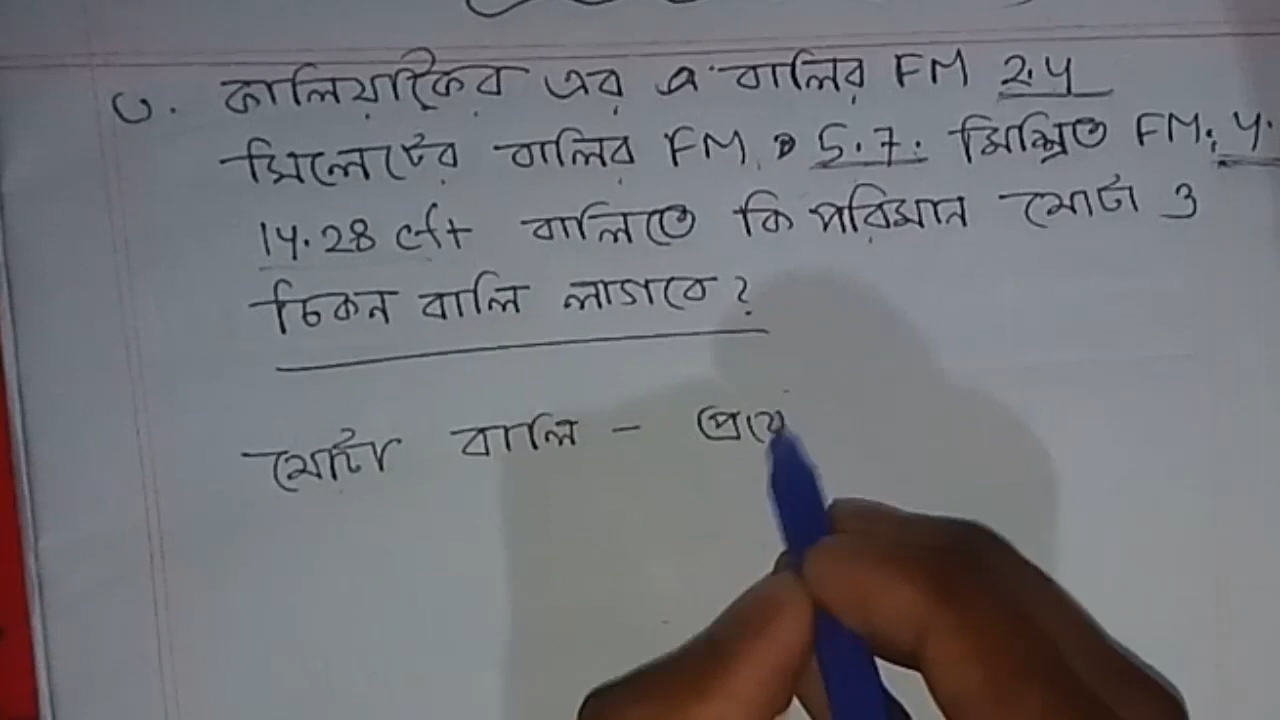 ৩. কালিয়াকৈর এর a বালির FM 2.4
সিলেটের বালির FM 5.7. মিশ্রিত FM: 4.
14.28 cft বালিতে কি পরিমান মোটা ও
চিকন বালি লাগবে?
মোটা বালি - প্রয়ে